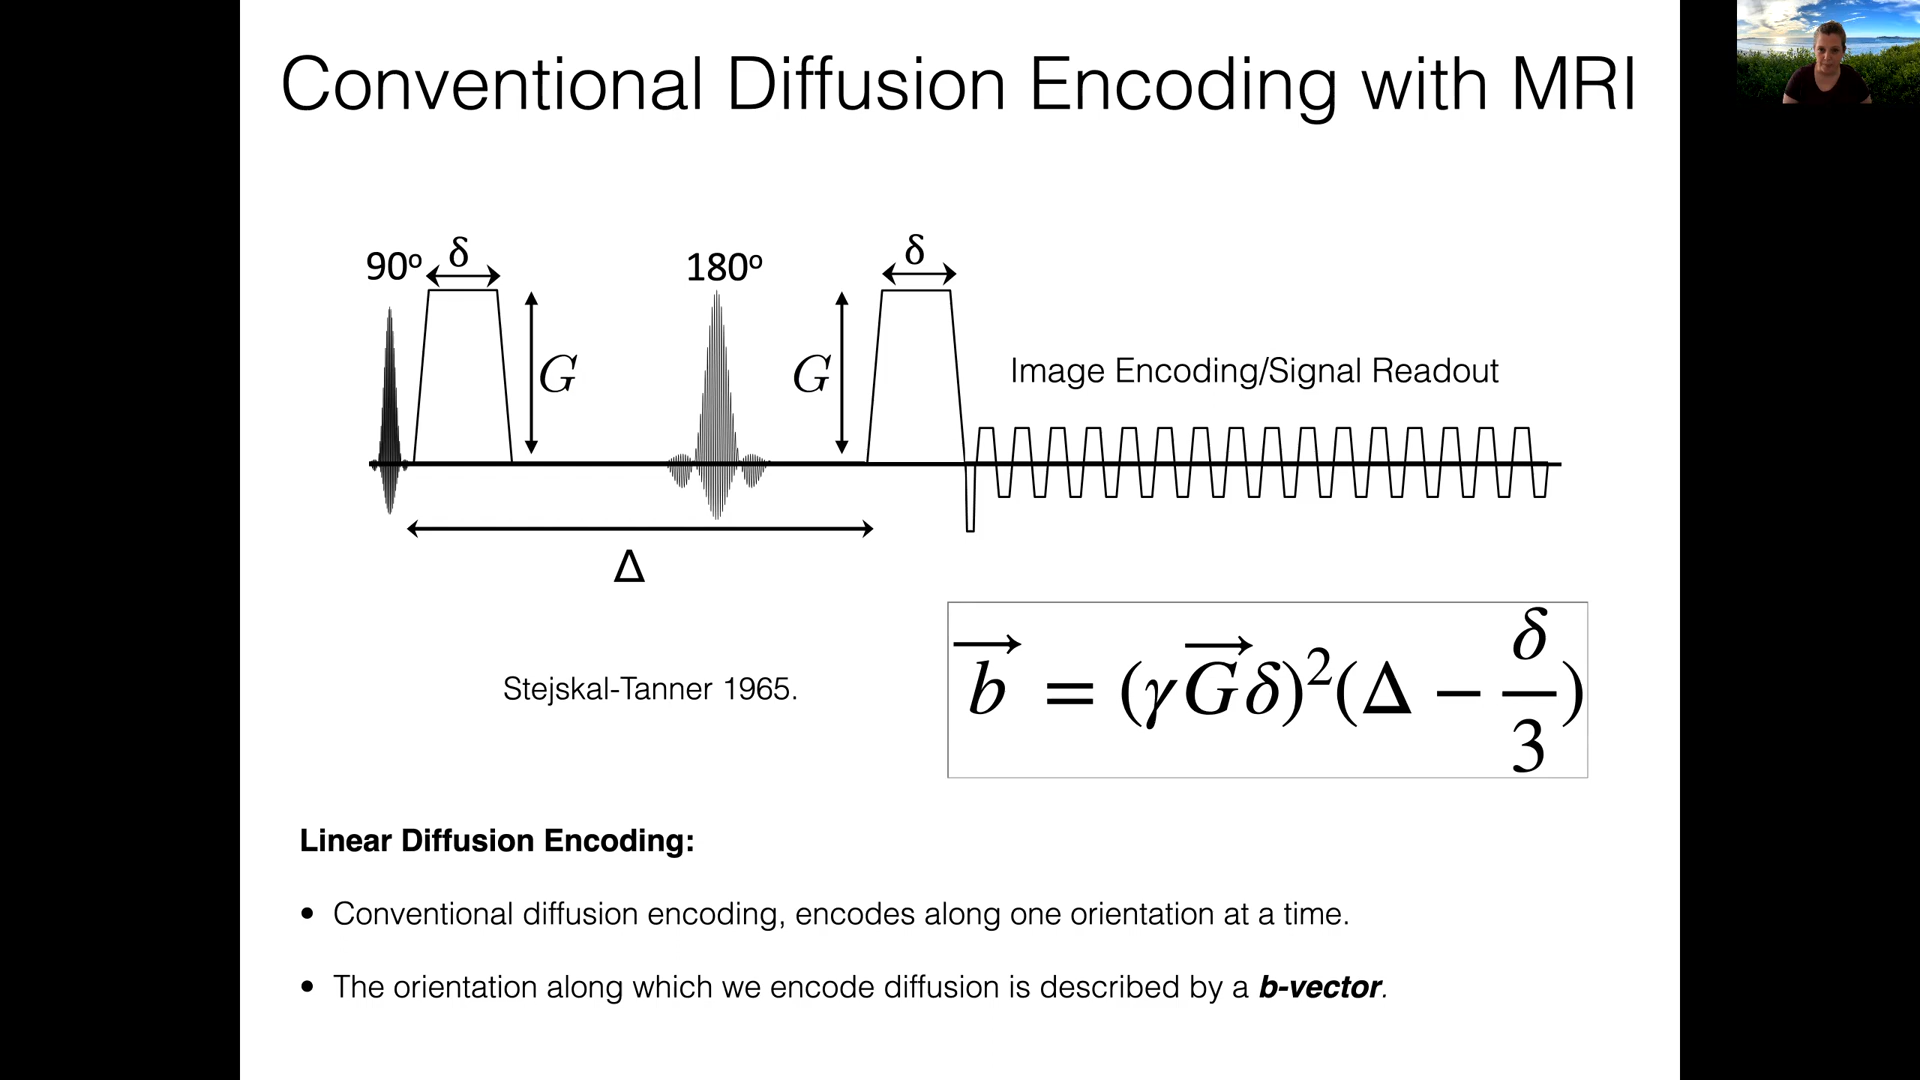 Conventional Diffusion Encoding with MRI
90º δ 180º δ
G G
Image Encoding/Signal Readout
Δ
Stejskal-Tanner 1965.
\overrightarrow{b} = (γ\overrightarrow{G}δ)²(Δ − δ/3)
Linear Diffusion Encoding:
• Conventional diffusion encoding, encodes along one orientation at a time.
• The orientation along which we encode diffusion is described by a b-vector.